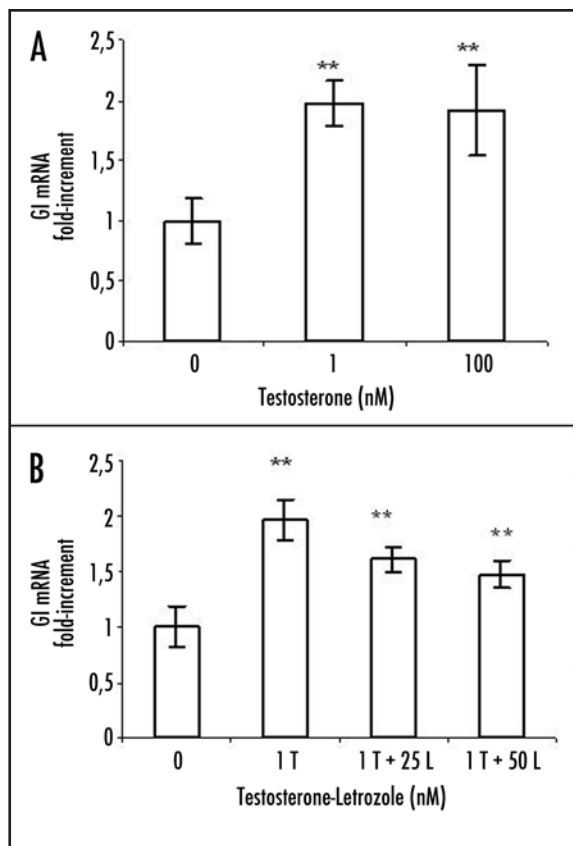 A
GI mRNA
fold-increment
2,5
2
1,5
1
0,5
0
** **
0 1 100
Testosterone (nM)
B
GI mRNA
fold-increment
2,5
2
1,5
1
0,5
0
** ** **
0 1 T 1 T + 25 L 1 T + 50 L
Testosterone-Letrozole (nM)